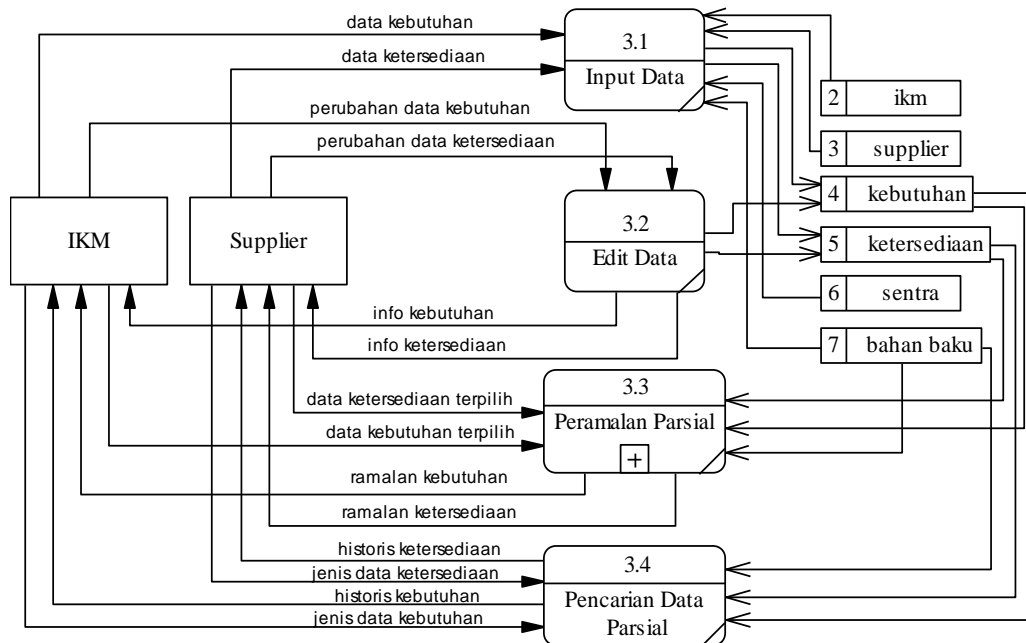 data kebutuhan
data ketersediaan
3.1
Input Data
2 ikm
3 supplier
perubahan data kebutuhan
perubahan data ketersediaan
4 kebutuhan
IKM
Supplier
3.2
Edit Data
5 ketersediaan
6 sentra
info kebutuhan
info ketersediaan
7 bahan baku
data ketersediaan terpilih
data kebutuhan terpilih
3.3
Peramalan Parsial
+
ramalan kebutuhan
ramalan ketersediaan
historis ketersediaan
jenis data ketersediaan
historis kebutuhan
jenis data kebutuhan
3.4
Pencarian Data
Parsial